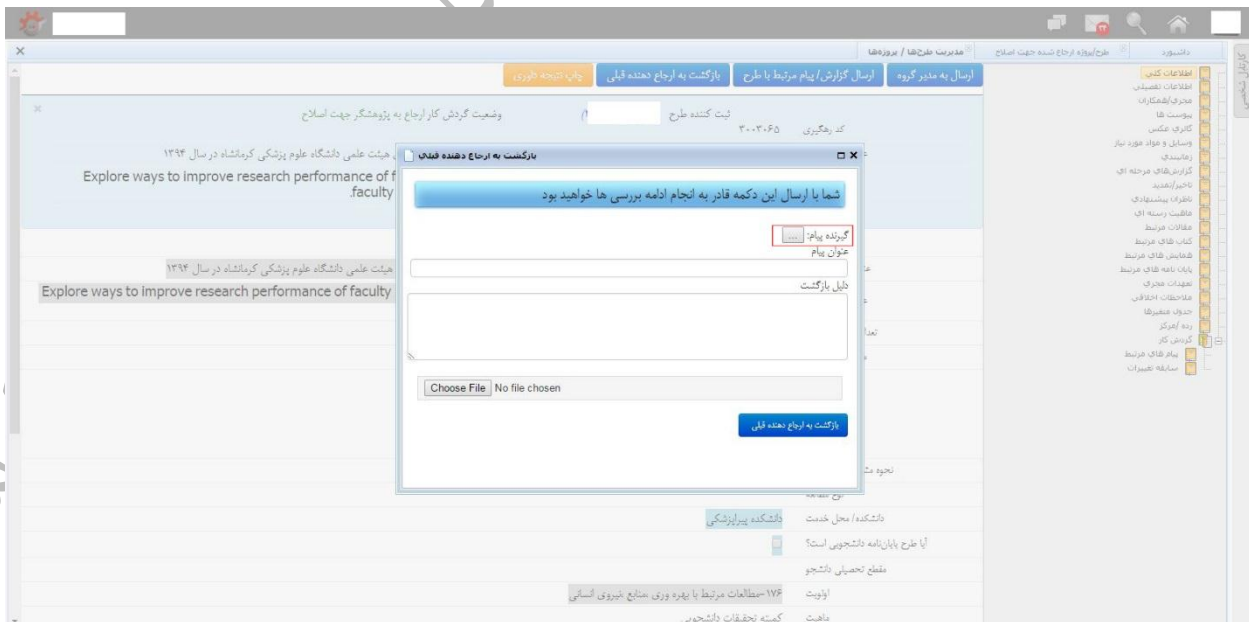 داشبورد
طرح/پروژه ارجاع شده جهت اصلاح
مدیریت طرح‌ها / پروژه‌ها
کارتابل شخصی
ارسال به مدیر گروه
ارسال گزارش/ پیام مرتبط با طرح
بازگشت به ارجاع دهنده قبلی
چاپ نتیجه داوری
اطلاعات کلی
اطلاعات تفصیلی
مجری/همکاران
پیوست ها
گالری عکس
وسایل و مواد مورد نیاز
زمانبندی
گزارش‌های مرحله ای
تاخیر/تمدید
ناظران پیشنهادی
فعالیت رسته ای
مقالات مرتبط
کتاب های مرتبط
همایش های مرتبط
پایان نامه های مرتبط
تعهدات مجری
ملاحظات اخلاقی
جدول متغیرها
رده /مرکز
گردش کار
پیام های مرتبط
سابقه تغییرات
کد رهگیری ۳۰۰۳۰۶۵
ثبت کننده طرح
وضعیت گردش کار ارجاع به پژوهشگر جهت اصلاح
هیئت علمی دانشگاه علوم پزشکی کرمانشاه در سال ۱۳۹۴
Explore ways to improve research performance of f
faculty.
بازگشت به ارجاع دهنده قبلی
شما با ارسال این دکمه قادر به انجام ادامه بررسی ها خواهید بود
گیرنده پیام: ...
عنوان پیام
دلیل بازگشت
Choose File No file chosen
بازگشت به ارجاع دهنده قبلی
هیئت علمی دانشگاه علوم پزشکی کرمانشاه در سال ۱۳۹۴
Explore ways to improve research performance of faculty
تعدا
نحوه
نوع مطالعه
دانشکده/ محل خدمت دانشکده پیراپزشکی
آیا طرح پایان‌نامه دانشجویی است؟
مقطع تحصیلی دانشجو
اولویت ۱۷۶-مطالعات مرتبط با بهره وری منابع نیروی انسانی
ماهیت کمیته تحقیقات دانشجویی